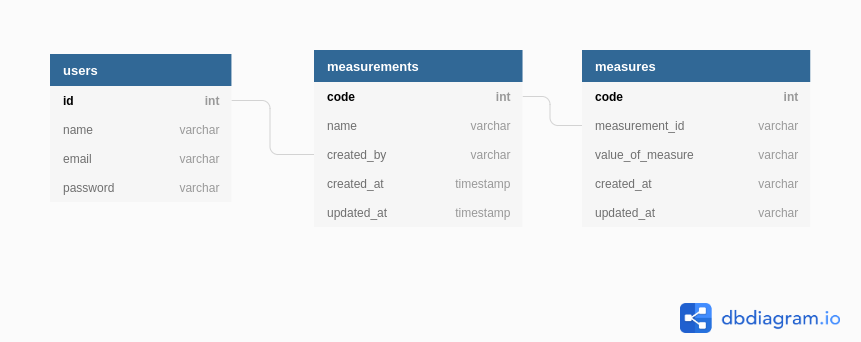 users
id int
name varchar
email varchar
password varchar
measurements
code int
name varchar
created_by varchar
created_at timestamp
updated_at timestamp
measures
code int
measurement_id varchar
value_of_measure varchar
created_at varchar
updated_at varchar
dbdiagram.io